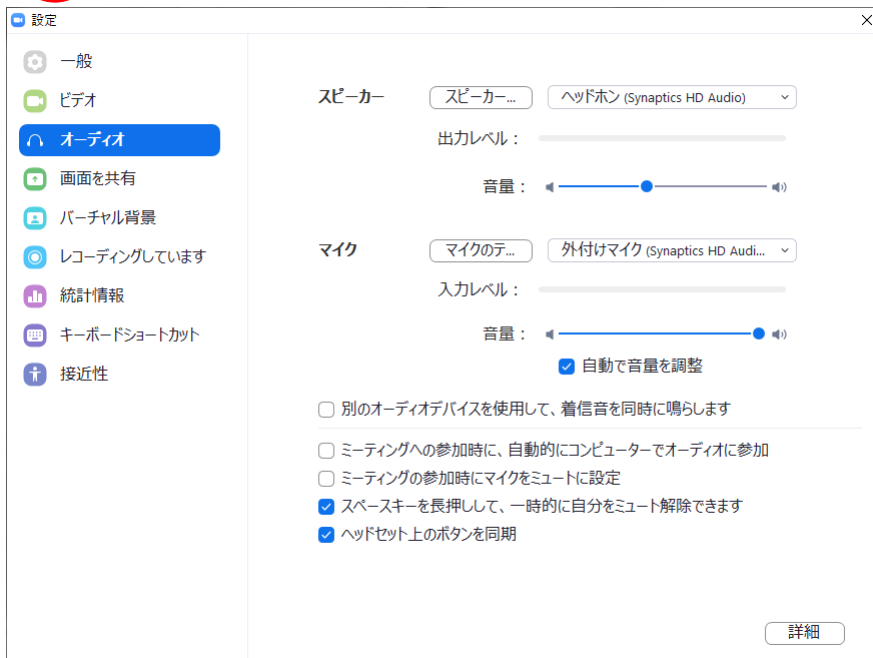 設定
一般
ビデオ
オーディオ
画面を共有
バーチャル背景
レコーディングしています
統計情報
キーボードショートカット
接近性
スピーカー スピーカー... ヘッドホン (Synaptics HD Audio)
出力レベル：
音量：
マイク マイクのテ... 外付けマイク (Synaptics HD Audi...
入力レベル：
音量：
自動で音量を調整
別のオーディオデバイスを使用して、着信音を同時に鳴らします
ミーティングへの参加時に、自動的にコンピューターでオーディオに参加
ミーティングの参加時にマイクをミュートに設定
スペースキーを長押しして、一時的に自分をミュート解除できます
ヘッドセット上のボタンを同期
詳細